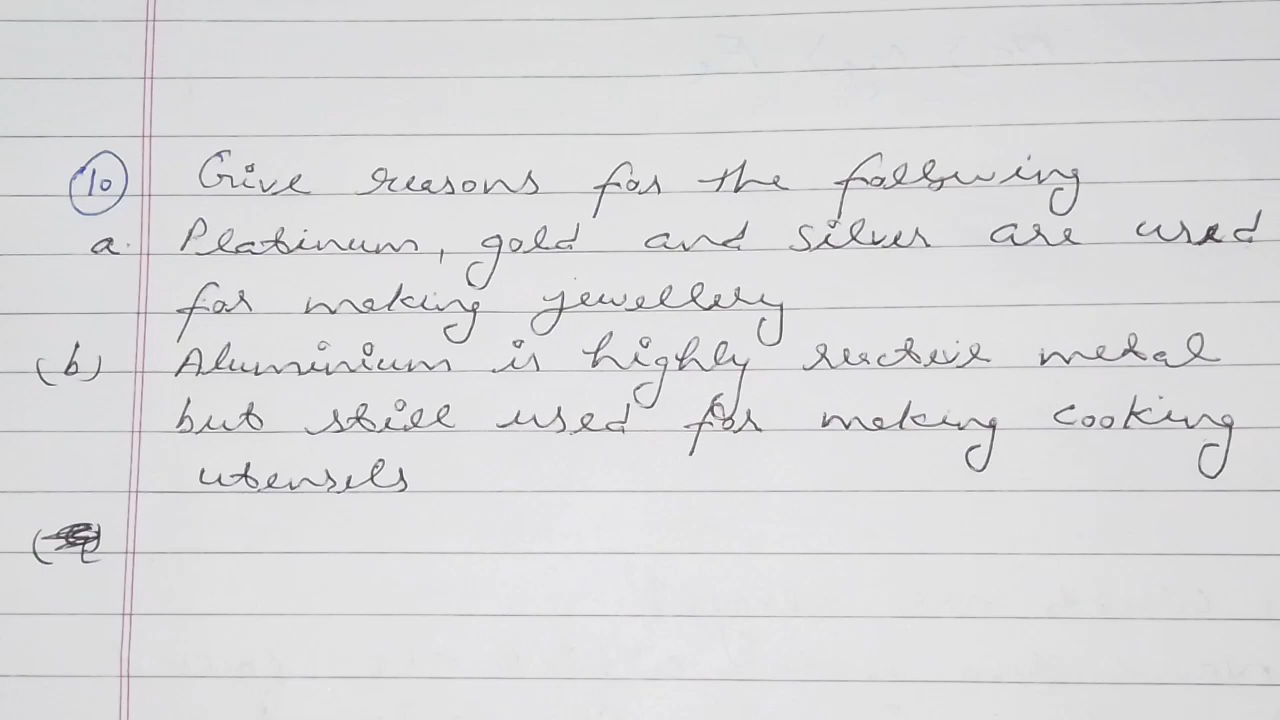 10 Give reasons for the following
a. Platinum, gold and silver are used
for making jewellery
(b) Aluminium is highly reactive metal
but still used for making cooking
utensils
(